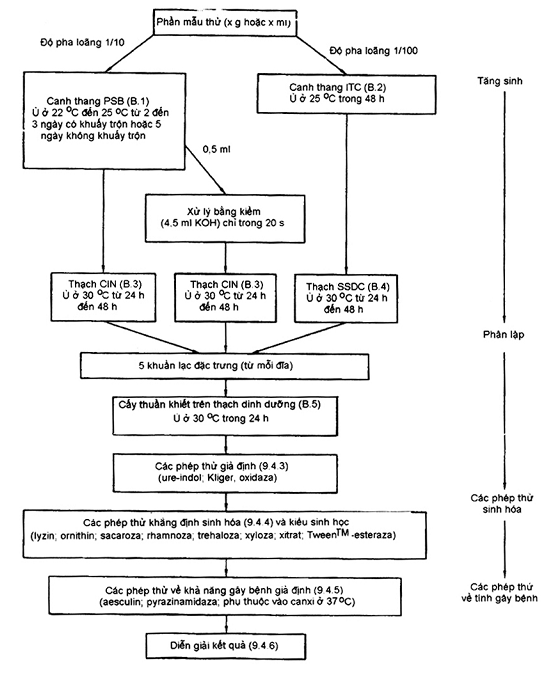 Phần mẫu thử (x g hoặc x ml)
Độ pha loãng 1/10
Độ pha loãng 1/100
Canh thang PSB (B.1)
Ủ ở 22 °C đến 25 °C từ 2 đến
3 ngày có khuấy trộn hoặc 5
ngày không khuấy trộn
Canh thang ITC (B.2)
Ủ ở 25 °C trong 48 h
Tăng sinh
0,5 ml
Xử lý bằng kiềm
(4.5 ml KOH) chỉ trong 20 s
Thạch CIN (B.3)
Ủ ở 30 °C từ 24 h
đến 48 h
Thạch CIN (B.3)
Ủ ở 30 °C từ 24 h
đến 48 h
Thạch SSDC (B.4)
Ủ ở 30 °C từ 24 h
đến 48 h
Phân lập
5 khuẩn lạc đặc trưng (từ mỗi đĩa)
Cấy thuần khiết trên thạch dinh dưỡng (B.5)
Ủ ở 30 °C trong 24 h
Các phép thử giả định (9.4.3)
(ure-indol; Kliger, oxidaza)
Các phép thử
sinh hóa
Các phép thử khẳng định sinh hóa (9.4.4) và kiểu sinh học
(lyzin; ornithin; sacaroza; rhamnoza; trehaloza; xyloza; xitrat; Tween™-esteraza)
Các phép thử về khả năng gây bệnh giả định (9.4.5)
(aesculin; pyrazinamidaza; phụ thuộc vào canxi ở 37°C)
Các phép thử
về tính gây bệnh
Diễn giải kết quả (9.4.6)